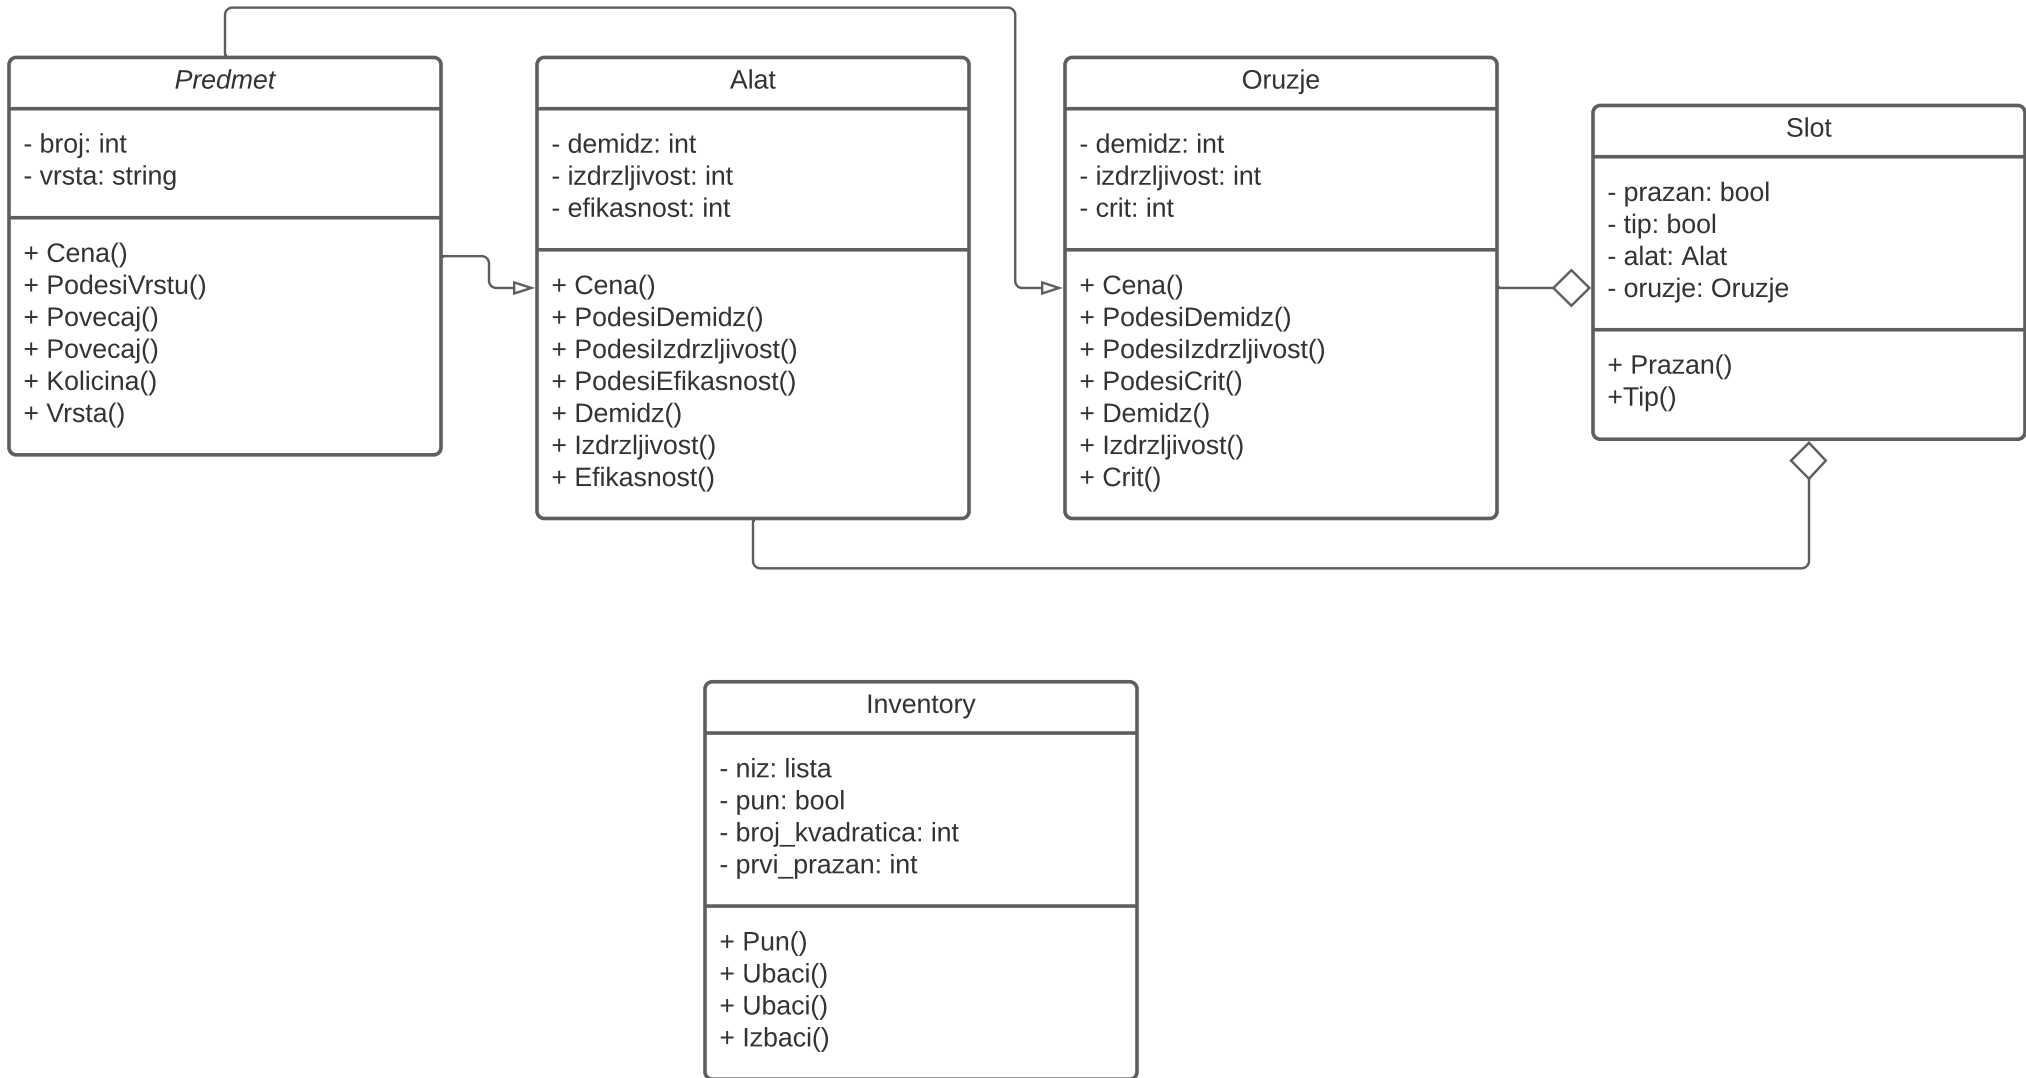 Predmet
- broj: int
- vrsta: string
+ Cena()
+ PodesiVrstu()
+ Povecaj()
+ Povecaj()
+ Kolicina()
+ Vrsta()
Alat
- demidz: int
- izdrzljivost: int
- efikasnost: int
+ Cena()
+ PodesiDemidz()
+ PodesiIzdrzljivost()
+ PodesiEfikasnost()
+ Demidz()
+ Izdrzljivost()
+ Efikasnost()
Oruzje
- demidz: int
- izdrzljivost: int
- crit: int
+ Cena()
+ PodesiDemidz()
+ PodesiIzdrzljivost()
+ PodesiCrit()
+ Demidz()
+ Izdrzljivost()
+ Crit()
Slot
- prazan: bool
- tip: bool
- alat: Alat
- oruzje: Oruzje
+ Prazan()
+Tip()
Inventory
- niz: lista
- pun: bool
- broj_kvadratica: int
- prvi_prazan: int
+ Pun()
+ Ubaci()
+ Ubaci()
+ Izbaci()